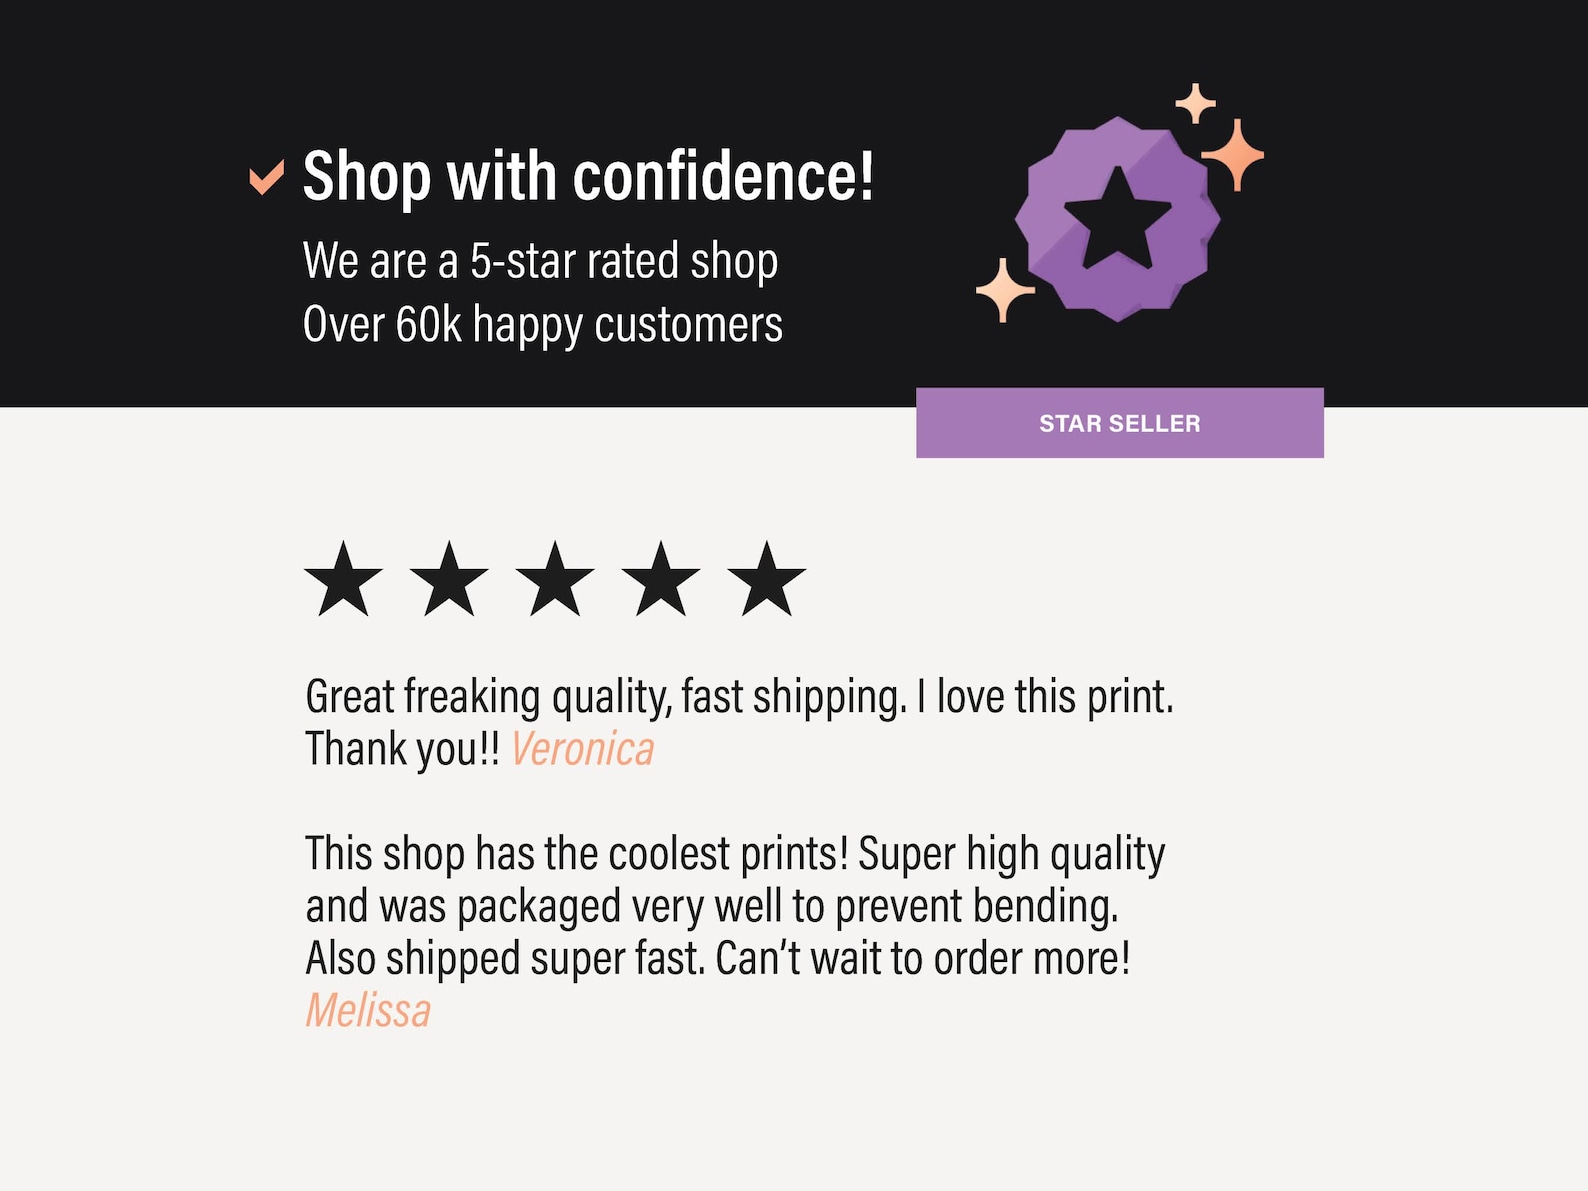 Shop with confidence!
We are a 5-star rated shop
Over 60k happy customers
STAR SELLER
Great freaking quality, fast shipping. I love this print.
Thank you!! Veronica
This shop has the coolest prints! Super high quality
and was packaged very well to prevent bending.
Also shipped super fast. Can’t wait to order more!
Melissa